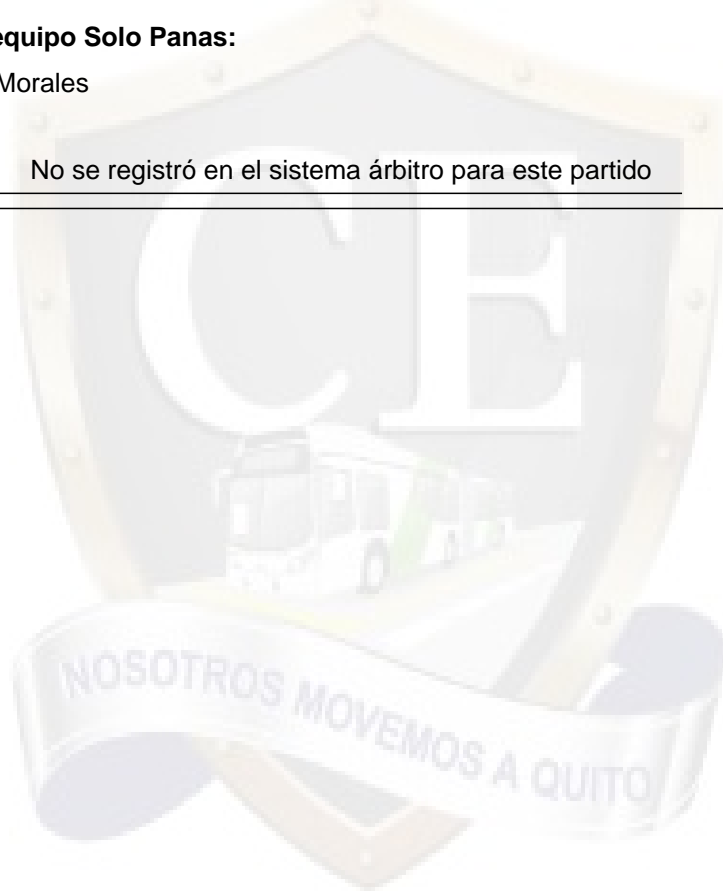 equipo Solo Panas:
Morales
No se registró en el sistema árbitro para este partido
CE
NOSOTROS MOVEMOS A QUITO